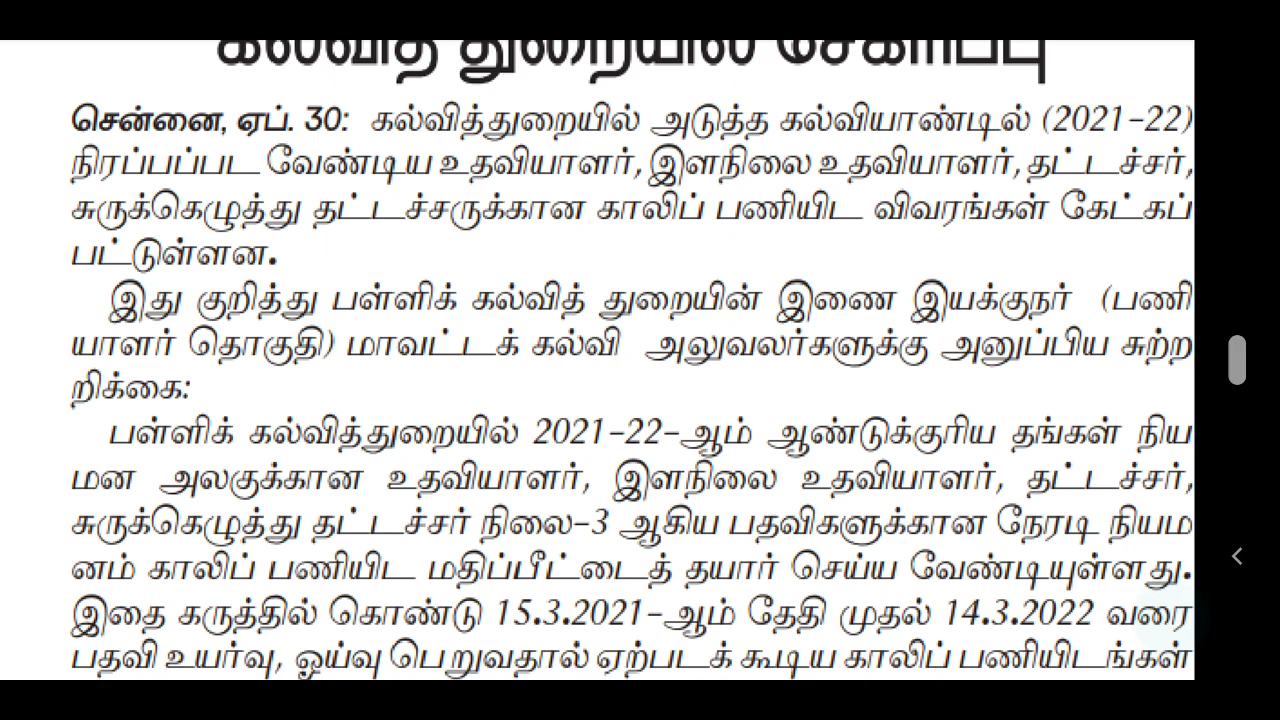 கல்வித் துறையில் சேகரிப்பு
சென்னை, ஏப். 30: கல்வித்துறையில் அடுத்த கல்வியாண்டில் (2021-22)
நிரப்பப்பட வேண்டிய உதவியாளர், இளநிலை உதவியாளர், தட்டச்சர்,
சுருக்கெழுத்து தட்டச்சருக்கான காலிப் பணியிட விவரங்கள் கேட்கப்
பட்டுள்ளன.
இது குறித்து பள்ளிக் கல்வித் துறையின் இணை இயக்குநர் (பணி
யாளர் தொகுதி) மாவட்டக் கல்வி அலுவலர்களுக்கு அனுப்பிய சுற்ற
றிக்கை:
பள்ளிக் கல்வித்துறையில் 2021-22-ஆம் ஆண்டுக்குரிய தங்கள் நிய
மன அலகுக்கான உதவியாளர், இளநிலை உதவியாளர், தட்டச்சர்,
சுருக்கெழுத்து தட்டச்சர் நிலை-3 ஆகிய பதவிகளுக்கான நேரடி நியம
னம் காலிப் பணியிட மதிப்பீட்டைத் தயார் செய்ய வேண்டியுள்ளது.
இதை கருத்தில் கொண்டு 15.3.2021-ஆம் தேதி முதல் 14.3.2022 வரை
பதவி உயர்வு, ஓய்வு பெறுவதால் ஏற்படக் கூடிய காலிப் பணியிடங்கள்